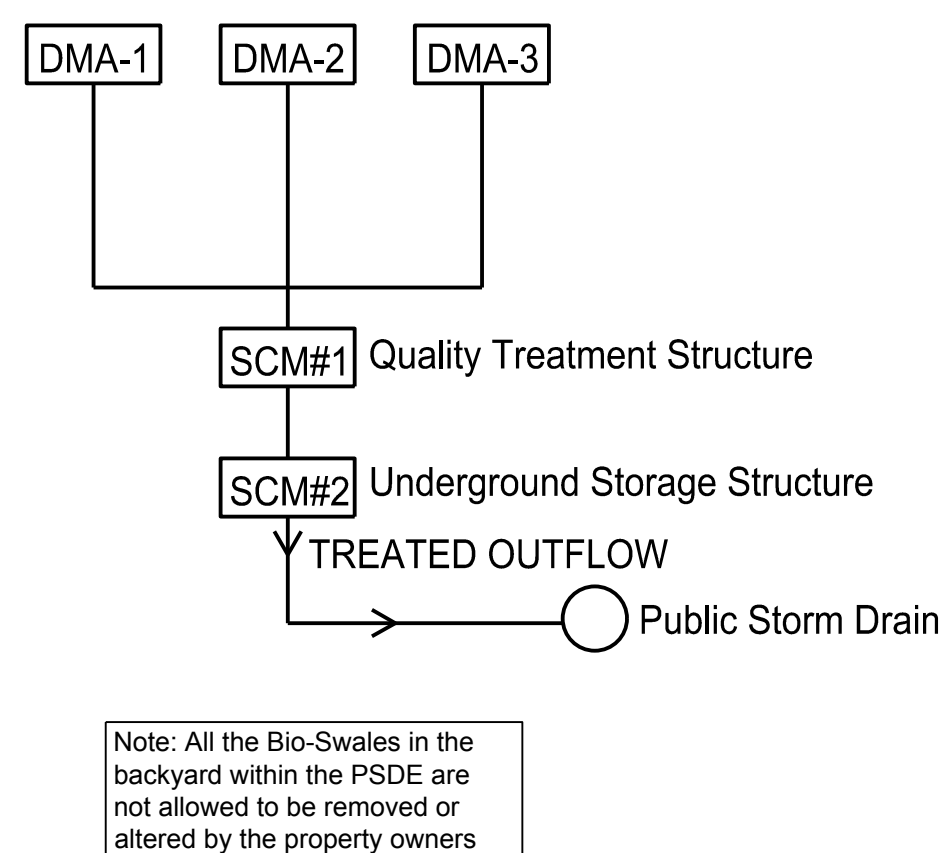 DMA-1 DMA-2 DMA-3
SCM#1 Quality Treatment Structure
SCM#2 Underground Storage Structure
TREATED OUTFLOW
Public Storm Drain
Note: All the Bio-Swales in the
backyard within the PSDE are
not allowed to be removed or
altered by the property owners